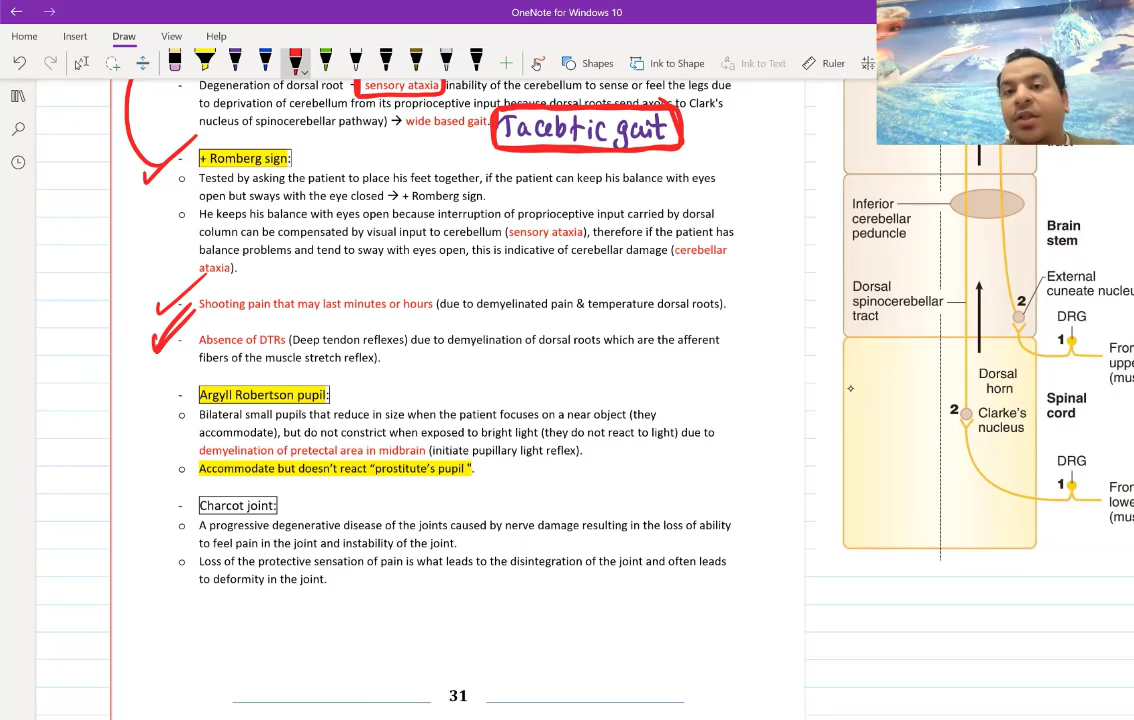 OneNote for Windows 10
Home Insert Draw View Help
Shapes Ink to Shape Ink to Text Ruler
- Degeneration of dorsal root sensory ataxia inability of the cerebellum to sense or feel the legs due
to deprivation of cerebellum from its proprioceptive input because dorsal roots send axons to Clark's
nucleus of spinocerebellar pathway) → wide based gait.
Tacebtic gait
- + Romberg sign:
o Tested by asking the patient to place his feet together, if the patient can keep his balance with eyes
open but sways with the eye closed → + Romberg sign.
o He keeps his balance with eyes open because interruption of proprioceptive input carried by dorsal
column can be compensated by visual input to cerebellum (sensory ataxia), therefore if the patient has
balance problems and tend to sway with eyes open, this is indicative of cerebellar damage (cerebellar
ataxia).
- Shooting pain that may last minutes or hours (due to demyelinated pain & temperature dorsal roots).
- Absence of DTRs (Deep tendon reflexes) due to demyelination of dorsal roots which are the afferent
fibers of the muscle stretch reflex).
- Argyll Robertson pupil:
o Bilateral small pupils that reduce in size when the patient focuses on a near object (they
accommodate), but do not constrict when exposed to bright light (they do not react to light) due to
demyelination of pretectal area in midbrain (initiate pupillary light reflex).
o Accommodate but doesn't react "prostitute's pupil".
- Charcot joint:
o A progressive degenerative disease of the joints caused by nerve damage resulting in the loss of ability
to feel pain in the joint and instability of the joint.
o Loss of the protective sensation of pain is what leads to the disintegration of the joint and often leads
to deformity in the joint.
31
Inferior
cerebellar
peduncle
Brain
stem
External
cuneate
Dorsal
spinocerebellar
tract
2
DRG
1
From
Dorsal
horn
Spinal
cord
2 Clarke's
nucleus
DRG
1
From